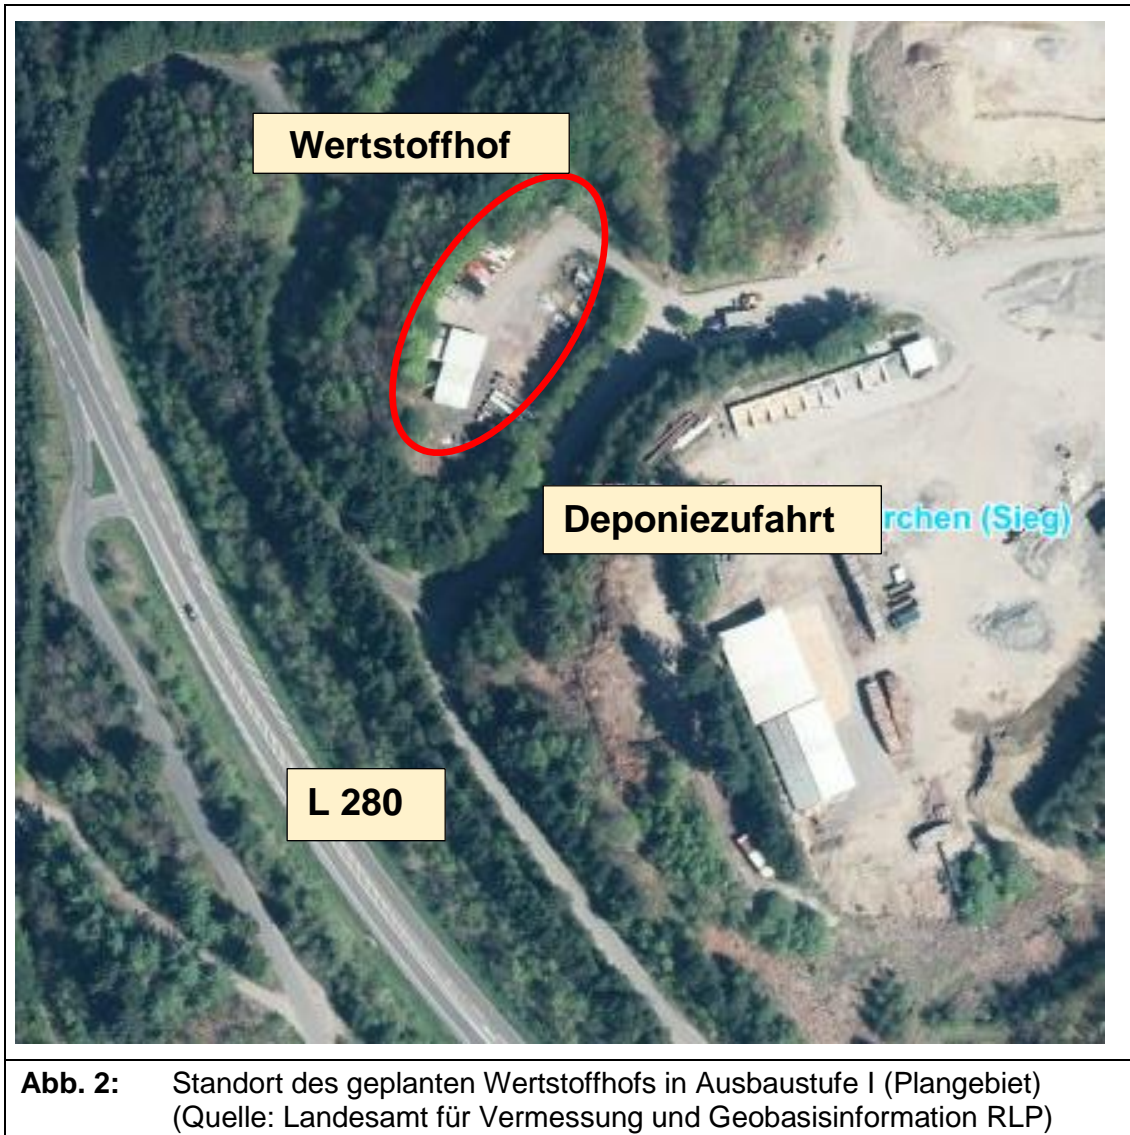 Wertstoffhof
Deponiezufahrt
rchen (Sieg)
L 280
Abb. 2: Standort des geplanten Wertstoffhofs in Ausbaustufe I (Plangebiet)
(Quelle: Landesamt für Vermessung und Geobasisinformation RLP)